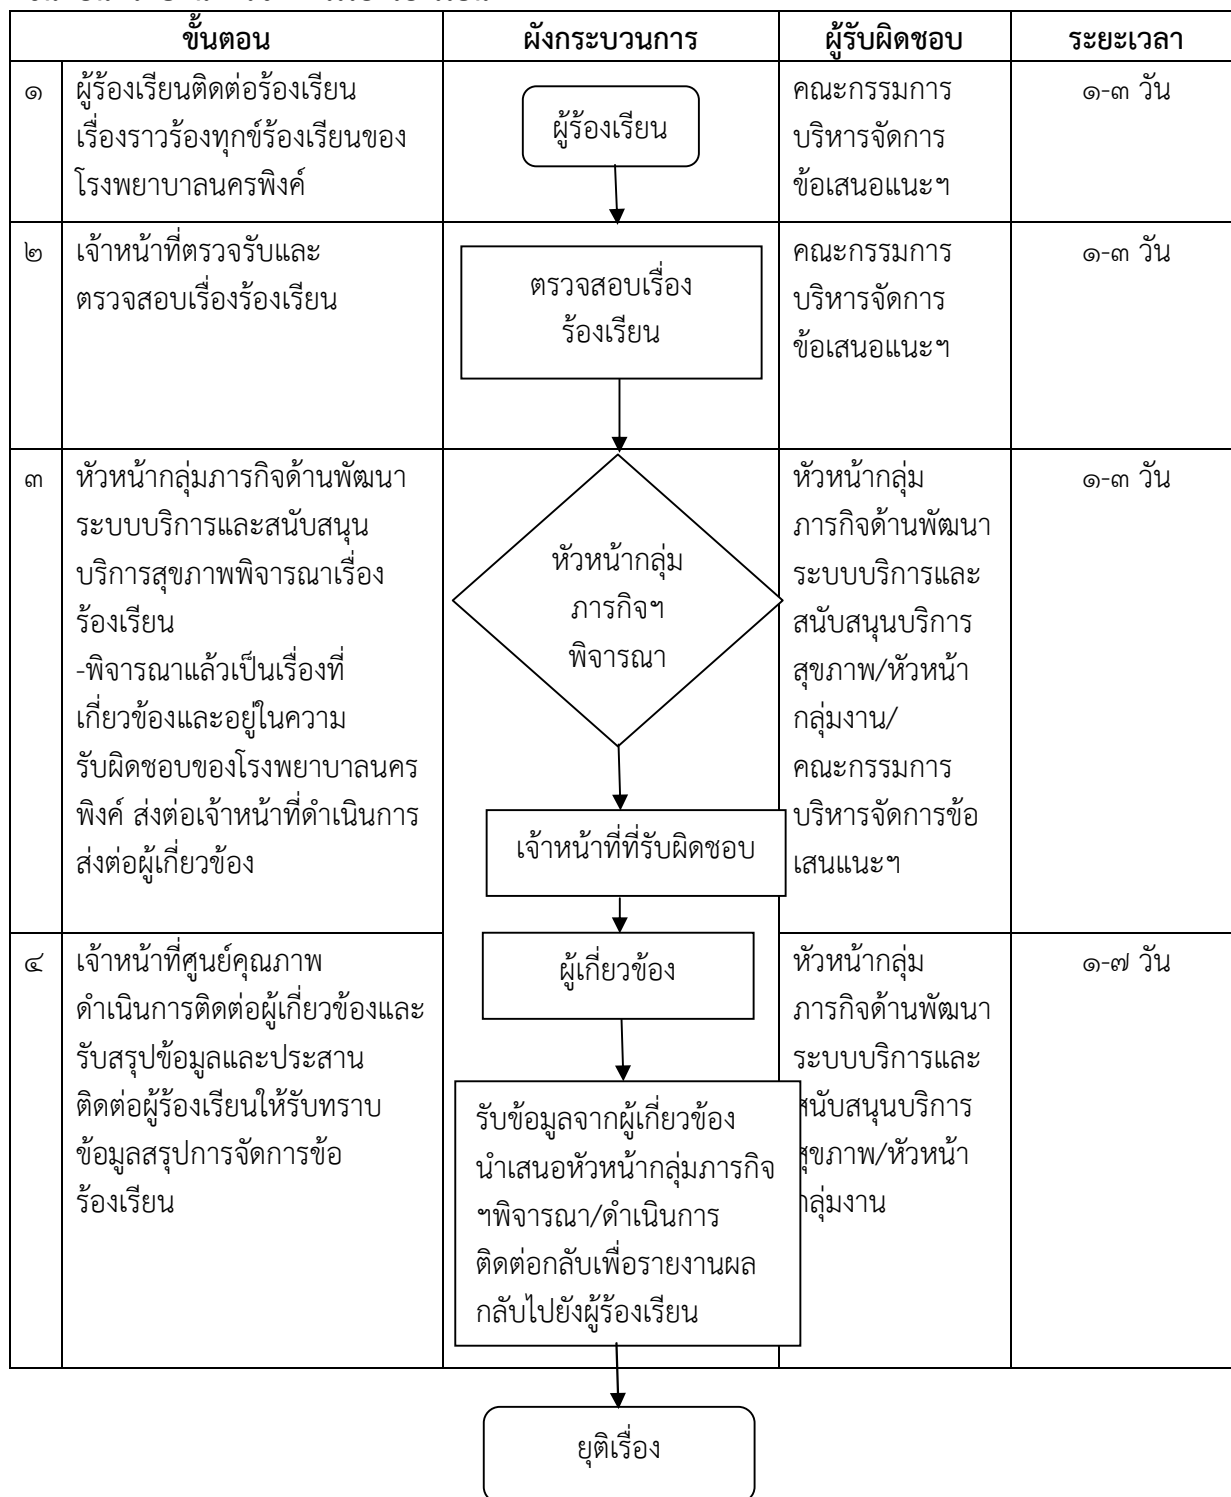 ขั้นตอน
ผังกระบวนการ
ผู้รับผิดชอบ
ระยะเวลา
๑
ผู้ร้องเรียนติดต่อร้องเรียน
เรื่องราวร้องทุกข์ร้องเรียนของ
โรงพยาบาลนครพิงค์
ผู้ร้องเรียน
คณะกรรมการ
บริหารจัดการ
ข้อเสนอแนะฯ
๑-๓ วัน
๒
เจ้าหน้าที่ตรวจรับและ
ตรวจสอบเรื่องร้องเรียน
ตรวจสอบเรื่อง
ร้องเรียน
คณะกรรมการ
บริหารจัดการ
ข้อเสนอแนะฯ
๑-๓ วัน
๓
หัวหน้ากลุ่มภารกิจด้านพัฒนา
ระบบบริการและสนับสนุน
บริการสุขภาพพิจารณาเรื่อง
ร้องเรียน
-พิจารณาแล้วเป็นเรื่องที่
เกี่ยวข้องและอยู่ในความ
รับผิดชอบของโรงพยาบาลนคร
พิงค์ ส่งต่อเจ้าหน้าที่ดำเนินการ
ส่งต่อผู้เกี่ยวข้อง
หัวหน้ากลุ่ม
ภารกิจฯ
พิจารณา
เจ้าหน้าที่ที่รับผิดชอบ
หัวหน้ากลุ่ม
ภารกิจด้านพัฒนา
ระบบบริการและ
สนับสนุนบริการ
สุขภาพ/หัวหน้า
กลุ่มงาน/
คณะกรรมการ
บริหารจัดการข้อ
เสนแนะฯ
๑-๓ วัน
๔
เจ้าหน้าที่ศูนย์คุณภาพ
ดำเนินการติดต่อผู้เกี่ยวข้องและ
รับสรุปข้อมูลและประสาน
ติดต่อผู้ร้องเรียนให้รับทราบ
ข้อมูลสรุปการจัดการข้อ
ร้องเรียน
ผู้เกี่ยวข้อง
รับข้อมูลจากผู้เกี่ยวข้อง
นำเสนอหัวหน้ากลุ่มภารกิจ
ฯพิจารณา/ดำเนินการ
ติดต่อกลับเพื่อรายงานผล
กลับไปยังผู้ร้องเรียน
หัวหน้ากลุ่ม
ภารกิจด้านพัฒนา
ระบบบริการและ
สนับสนุนบริการ
สุขภาพ/หัวหน้า
กลุ่มงาน
๑-๗ วัน
ยุติเรื่อง